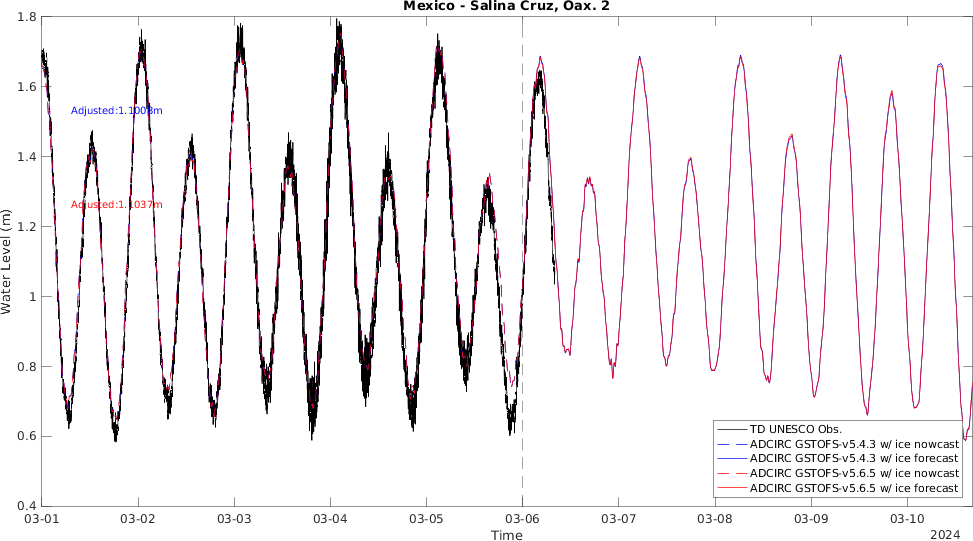 Mexico - Salina Cruz, Oax. 2
1.8
1.6
1.4
1.2
1
0.8
0.6
0.4
Water Level (m)
Adjusted:1.1008m
Adjusted:1.1037m
TD UNESCO Obs.
ADCIRC GSTOFS-v5.4.3 w/ ice nowcast
ADCIRC GSTOFS-v5.4.3 w/ ice forecast
ADCIRC GSTOFS-v5.6.5 w/ ice nowcast
ADCIRC GSTOFS-v5.6.5 w/ ice forecast
03-01 03-02 03-03 03-04 03-05 03-06 03-07 03-08 03-09 03-10
Time
2024